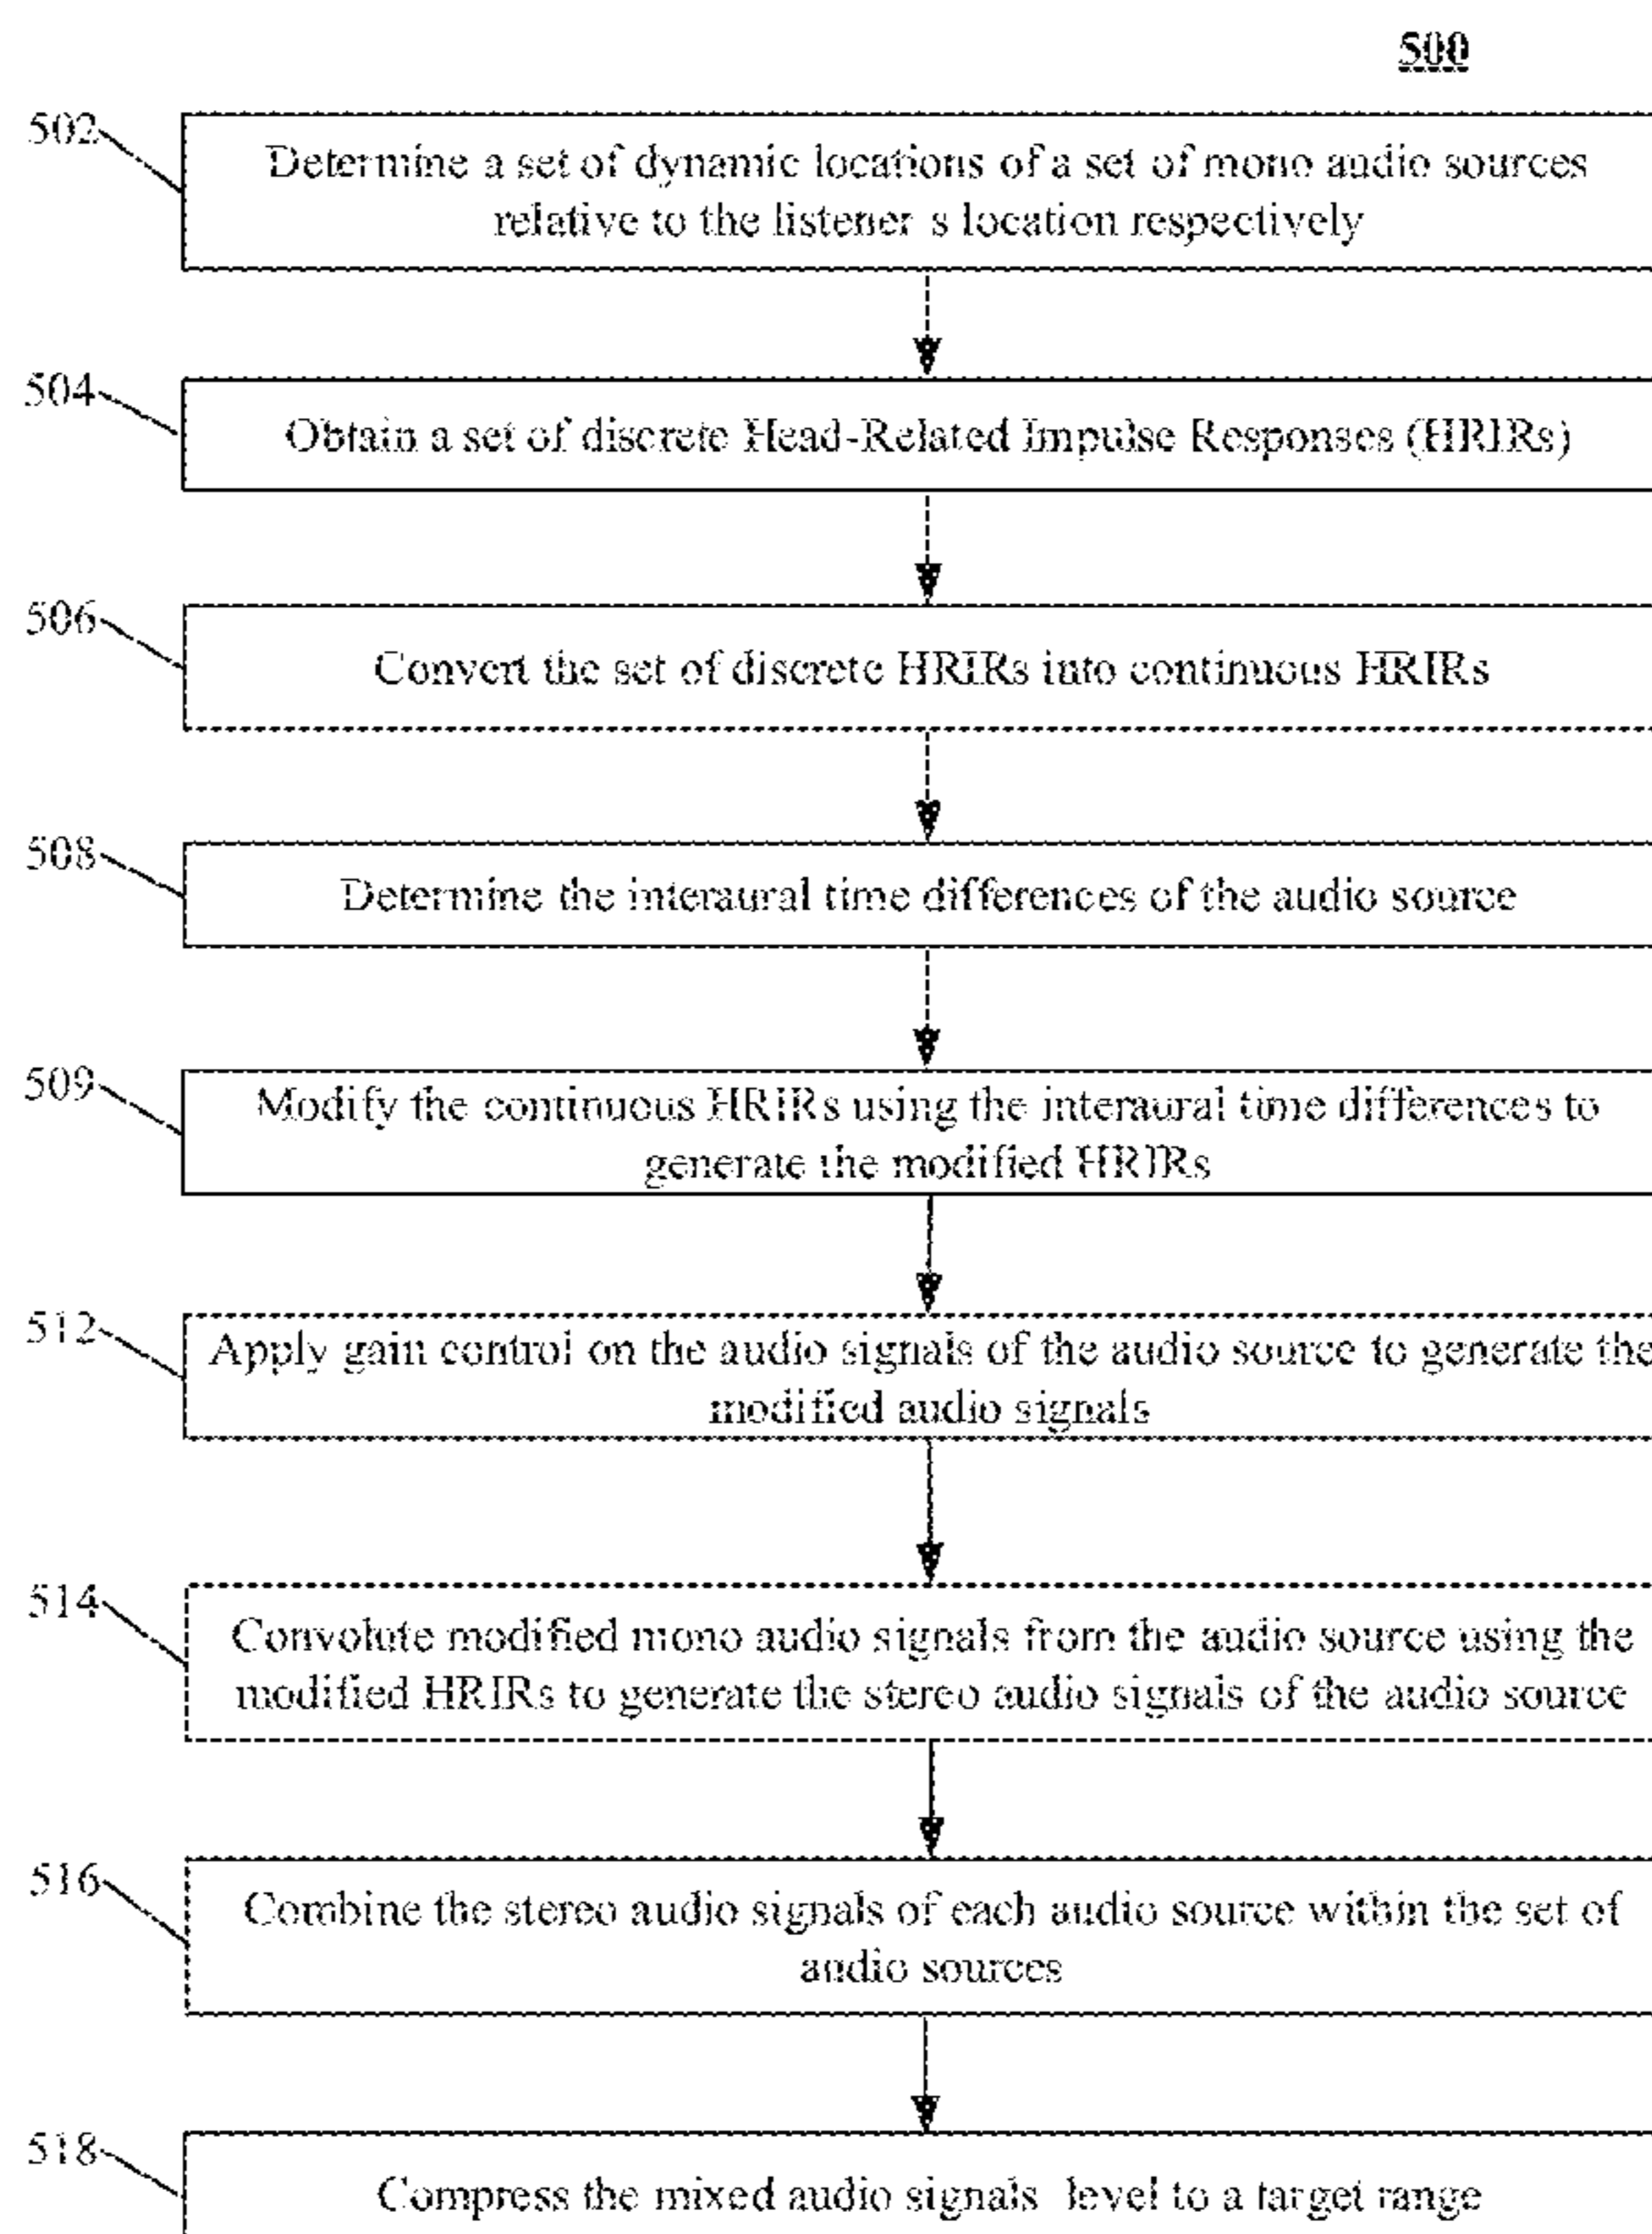 500
502
Determine a set of dynamic locations of a set of mono audio sources
relative to the listener s location respectively
504
Obtain a set of discrete Head-Related Impulse Responses (HRIRs)
506
Convert the set of discrete HRIRs into continuous HRIRs
508
Determine the interaural time differences of the audio source
509
Modify the continuous HRIRs using the interaural time differences to
generate the modified HRIRs
512
Apply gain control on the audio signals of the audio source to generate the
modified audio signals
514
Convolute modified mono audio signals from the audio source using the
modified HRIRs to generate the stereo audio signals of the audio source
516
Combine the stereo audio signals of each audio source within the set of
audio sources
518
Compress the mixed audio signals level to a target range